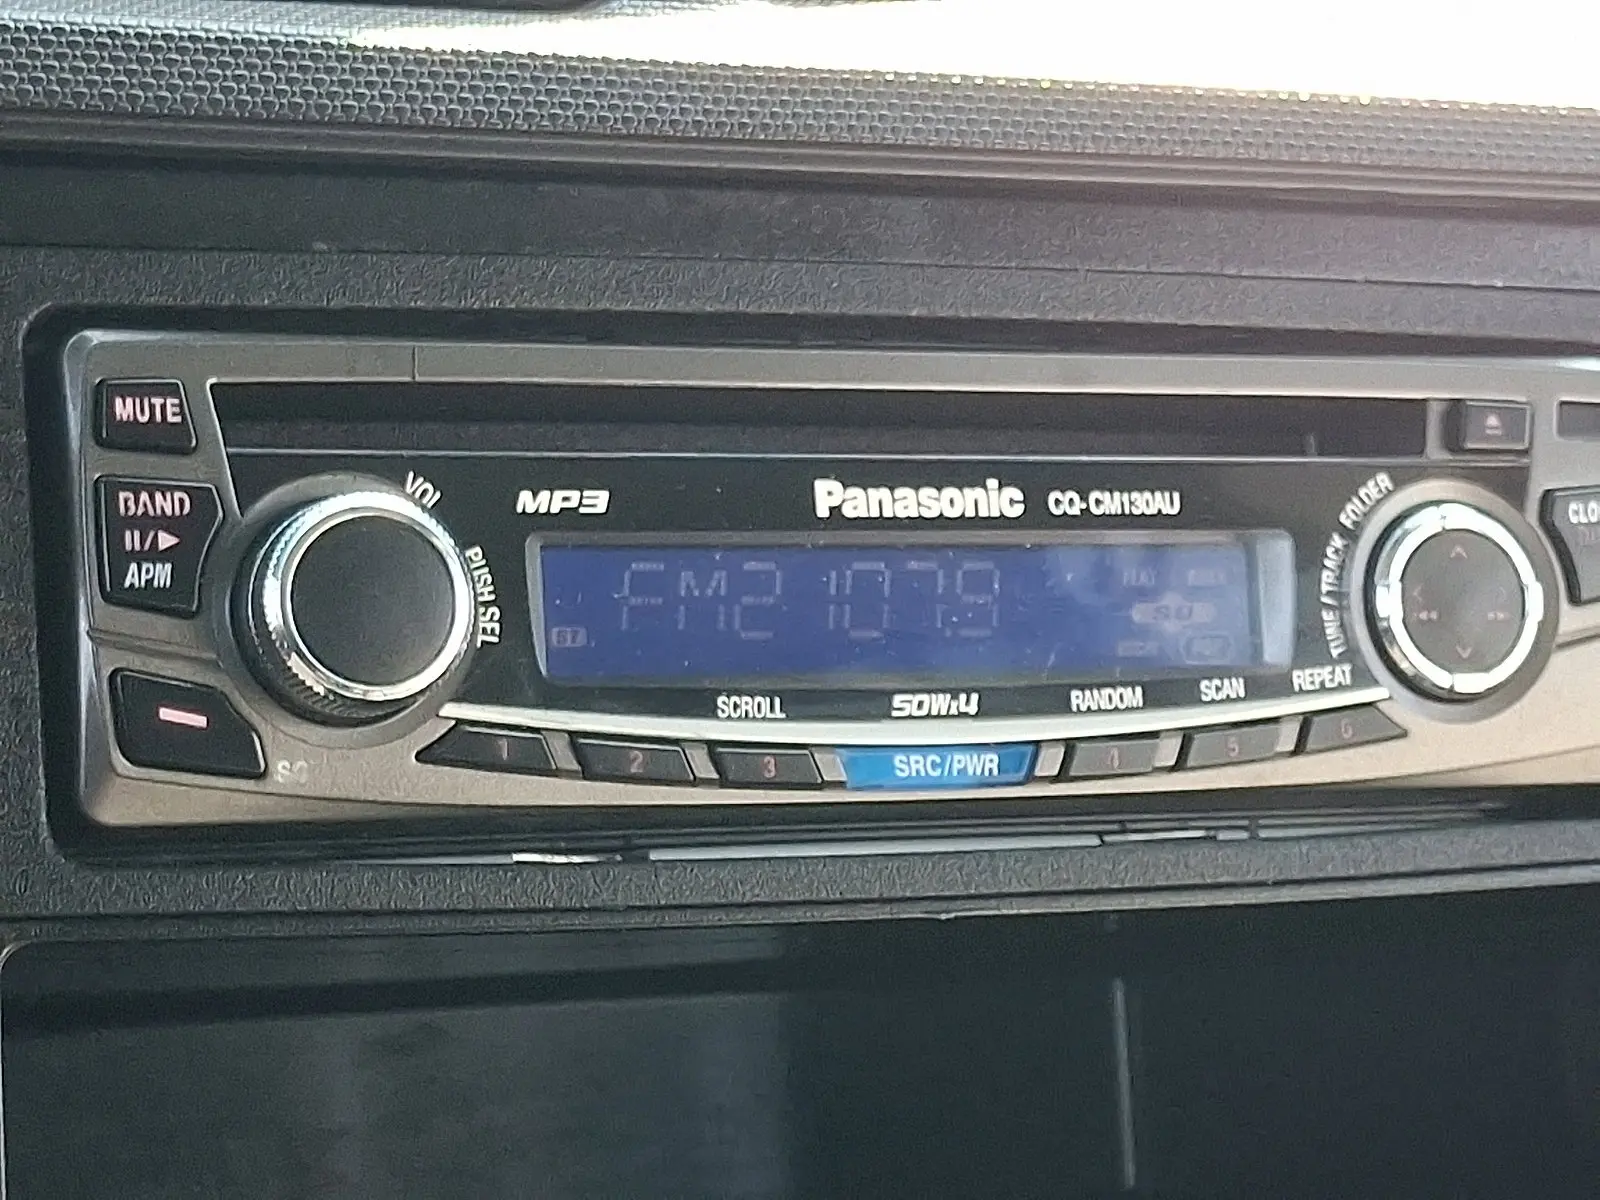 MUTE
BAND
II/▶
APM
VOL
PUSH SEL
MP3
Panasonic CQ-CM130AU
FM2 107.9
ST
SCROLL
50Wx4
RANDOM
SCAN
REPEAT
TUNE/TRACK FOLDER
1
2
3
SRC/PWR
4
5
6